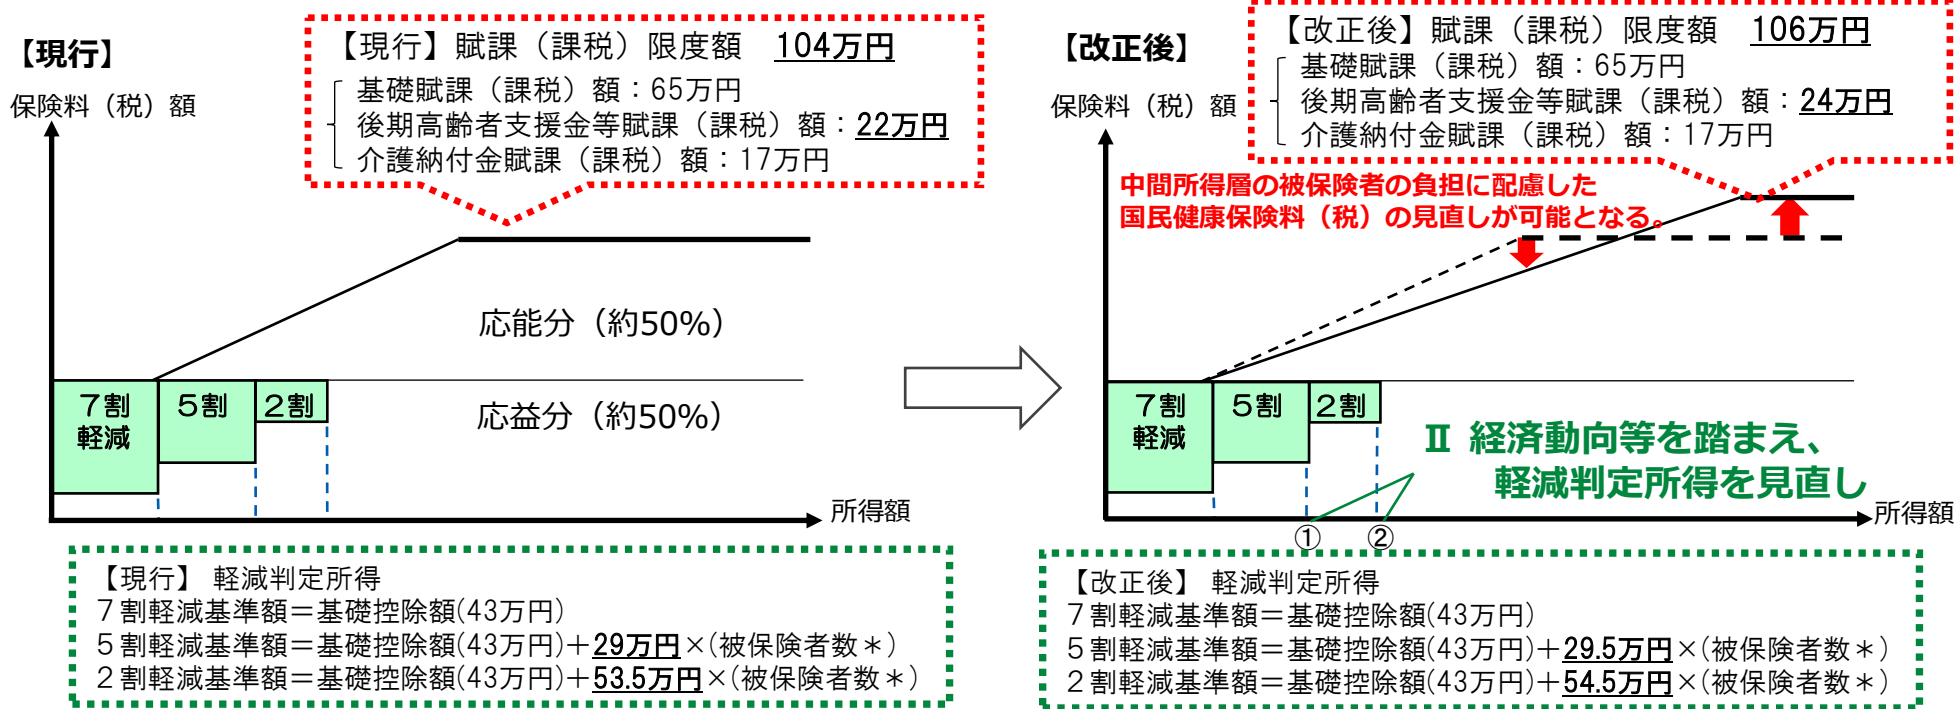 【現行】
保険料（税）額
【現行】賦課（課税）限度額 104万円
基礎賦課（課税）額：65万円
後期高齢者支援金等賦課（課税）額：22万円
介護納付金賦課（課税）額：17万円
応能分（約50%）
応益分（約50%）
７割
軽減
５割
２割
所得額
【現行】 軽減判定所得
７割軽減基準額＝基礎控除額(43万円)
５割軽減基準額＝基礎控除額(43万円)＋29万円×(被保険者数＊)
２割軽減基準額＝基礎控除額(43万円)＋53.5万円×(被保険者数＊)
【改正後】
保険料（税）額
【改正後】賦課（課税）限度額 106万円
基礎賦課（課税）額：65万円
後期高齢者支援金等賦課（課税）額：24万円
介護納付金賦課（課税）額：17万円
中間所得層の被保険者の負担に配慮した
国民健康保険料（税）の見直しが可能となる。
７割
軽減
５割
２割
Ⅱ 経済動向等を踏まえ、
軽減判定所得を見直し
所得額
① ②
【改正後】 軽減判定所得
７割軽減基準額＝基礎控除額(43万円)
５割軽減基準額＝基礎控除額(43万円)＋29.5万円×(被保険者数＊)
２割軽減基準額＝基礎控除額(43万円)＋54.5万円×(被保険者数＊)